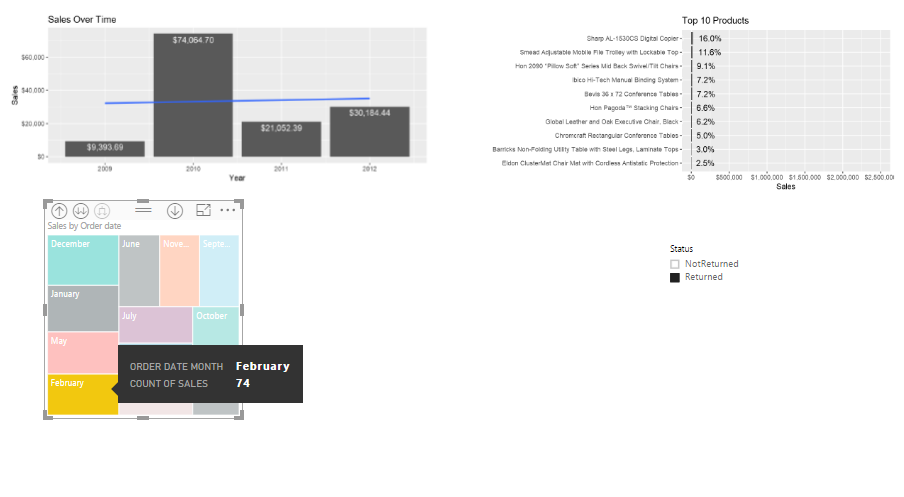 Sales Over Time
$74,064.70
$60,000
Sales
$40,000
$30,184.44
$20,000
$21,052.39
$9,393.69
$0
2009 2010 2011 2012
Year
Top 10 Products
Sharp AL-1530CS Digital Copier 16.0%
Smead Adjustable Mobile File Trolley with Lockable Top 11.6%
Hon 2090 "Pillow Soft" Series Mid Back Swivel/Tilt Chairs 9.1%
Ibico Hi-Tech Manual Binding System 7.2%
Bevis 36 x 72 Conference Tables 7.2%
Hon Pagoda™ Stacking Chairs 6.6%
Global Leather and Oak Executive Chair, Black 6.2%
Chromcraft Rectangular Conference Tables 5.0%
Barricks Non-Folding Utility Table with Steel Legs, Laminate Tops 3.0%
Eldon ClusterMat Chair Mat with Cordless Antistatic Protection 2.5%
$0 $500,000 $1,000,000 $1,500,000 $2,000,000 $2,500,00
Sales
Sales by Order date
December June Nove... Septe...
January
July October
May
February
ORDER DATE MONTH February
COUNT OF SALES 74
Status
NotReturned
Returned